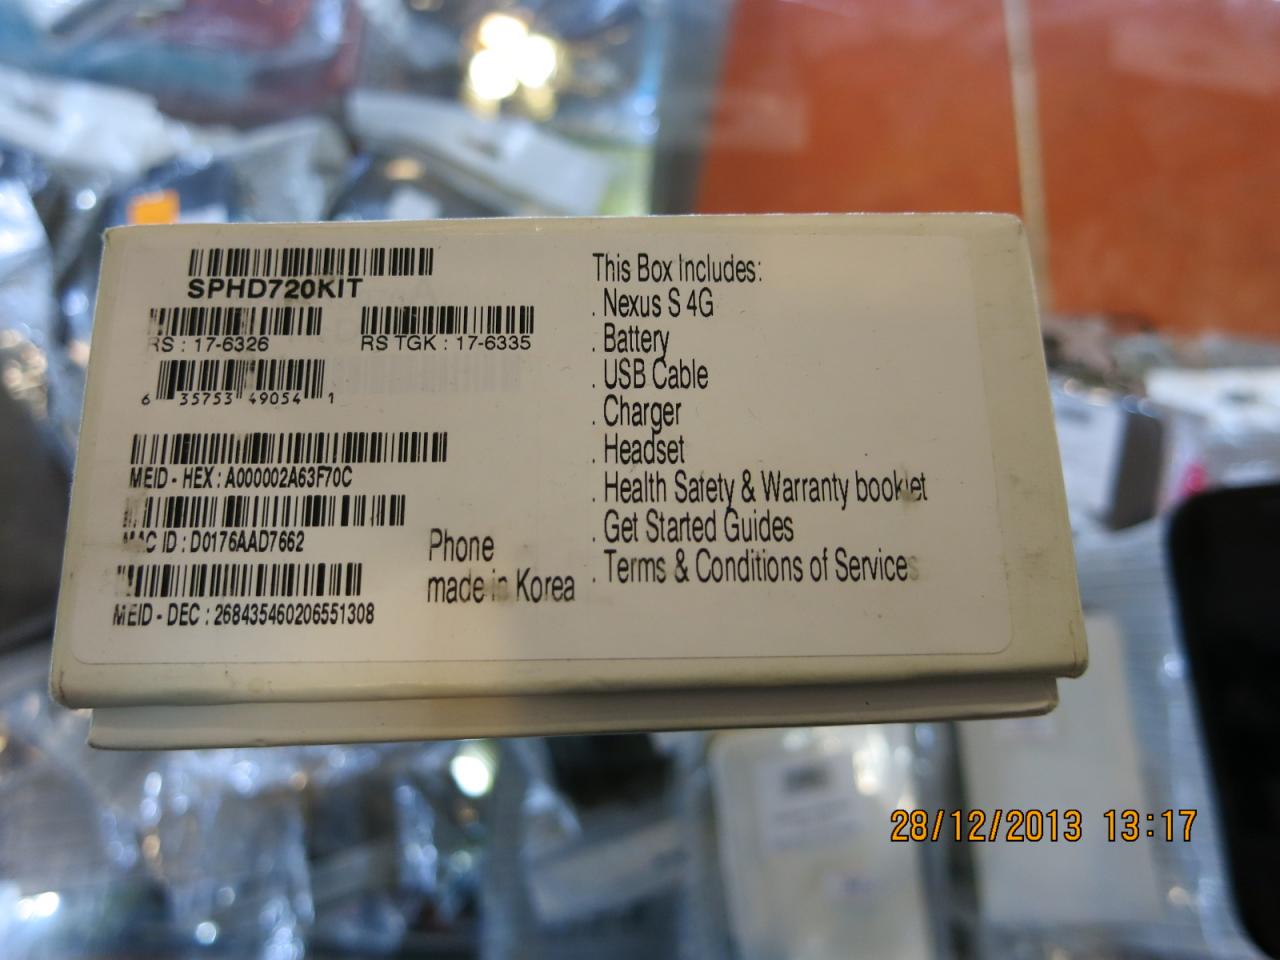 SPHD720KIT
RS : 17-6326
RS TGK : 17-6335
6 35753 49054 1
MEID - HEX : A000002A63F70C
MAC ID : D0176AAD7662
MEID - DEC : 268435460206551308
Phone
made in Korea
This Box Includes:
. Nexus S 4G
. Battery
. USB Cable
. Charger
. Headset
. Health Safety & Warranty booklet
. Get Started Guides
. Terms & Conditions of Services
28/12/2013 13:17